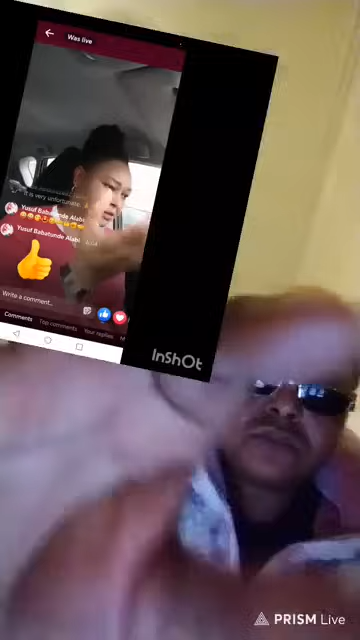 Was live
It is very unfortunate.
Yusuf Babatunde Alabi
Yusuf Babatunde Alabi
Write a comment...
Comments Top comments Your replies M
InShOt
PRISM Live